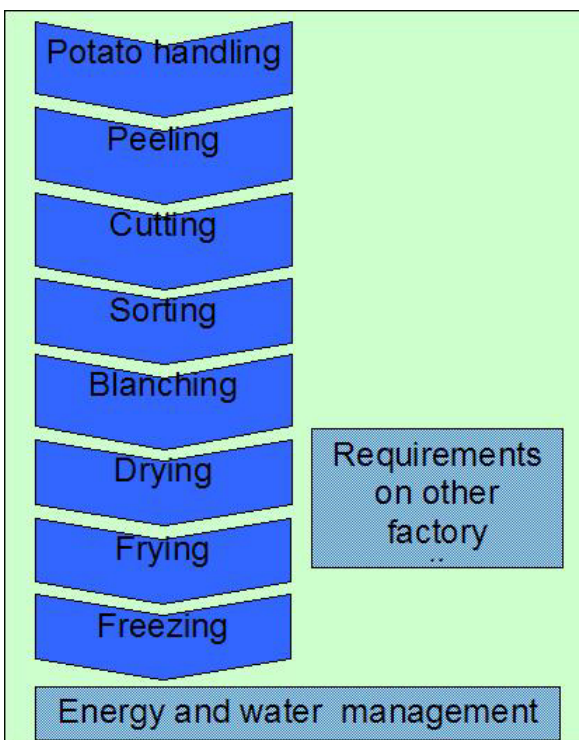 Potato handling
Peeling
Cutting
Sorting
Blanching
Drying
Frying
Freezing
Requirements
on other
factory
Energy and water management